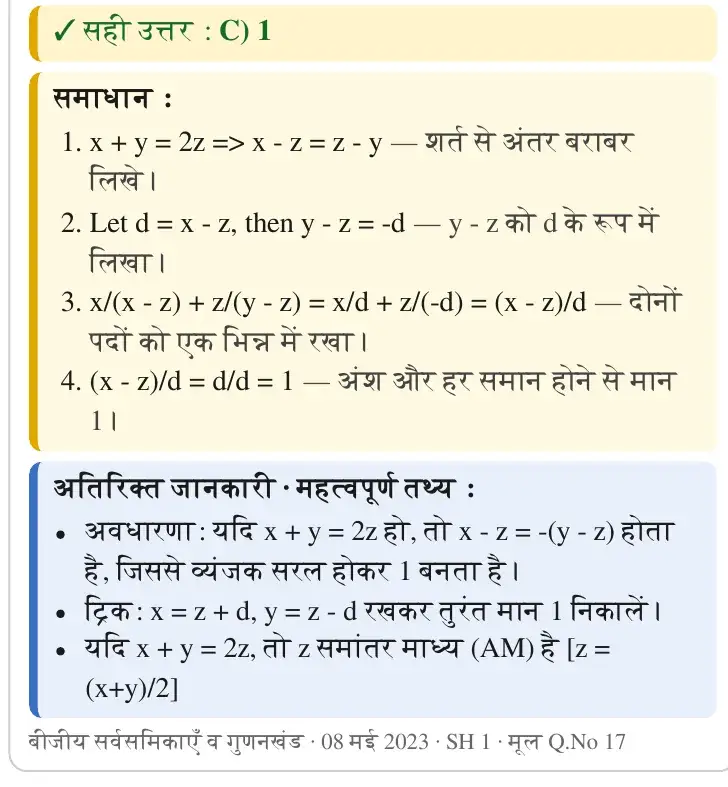 ✓ सही उत्तर : C) 1
समाधान :
1. x + y = 2z => x - z = z - y — शर्त से अंतर बराबर
लिखे।
2. Let d = x - z, then y - z = -d — y - z को d के रूप में
लिखा।
3. x/(x - z) + z/(y - z) = x/d + z/(-d) = (x - z)/d — दोनों
पदों को एक भिन्न में रखा।
4. (x - z)/d = d/d = 1 — अंश और हर समान होने से मान
1।
अतिरिक्त जानकारी · महत्वपूर्ण तथ्य :
• अवधारणा : यदि x + y = 2z हो, तो x - z = -(y - z) होता
है, जिससे व्यंजक सरल होकर 1 बनता है।
• ट्रिक : x = z + d, y = z - d रखकर तुरंत मान 1 निकालें।
• यदि x + y = 2z, तो z समांतर माध्य (AM) है [z =
(x+y)/2]
बीजीय सर्वसमिकाएँ व गुणनखंड · 08 मई 2023 · SH 1 · मूल Q.No 17